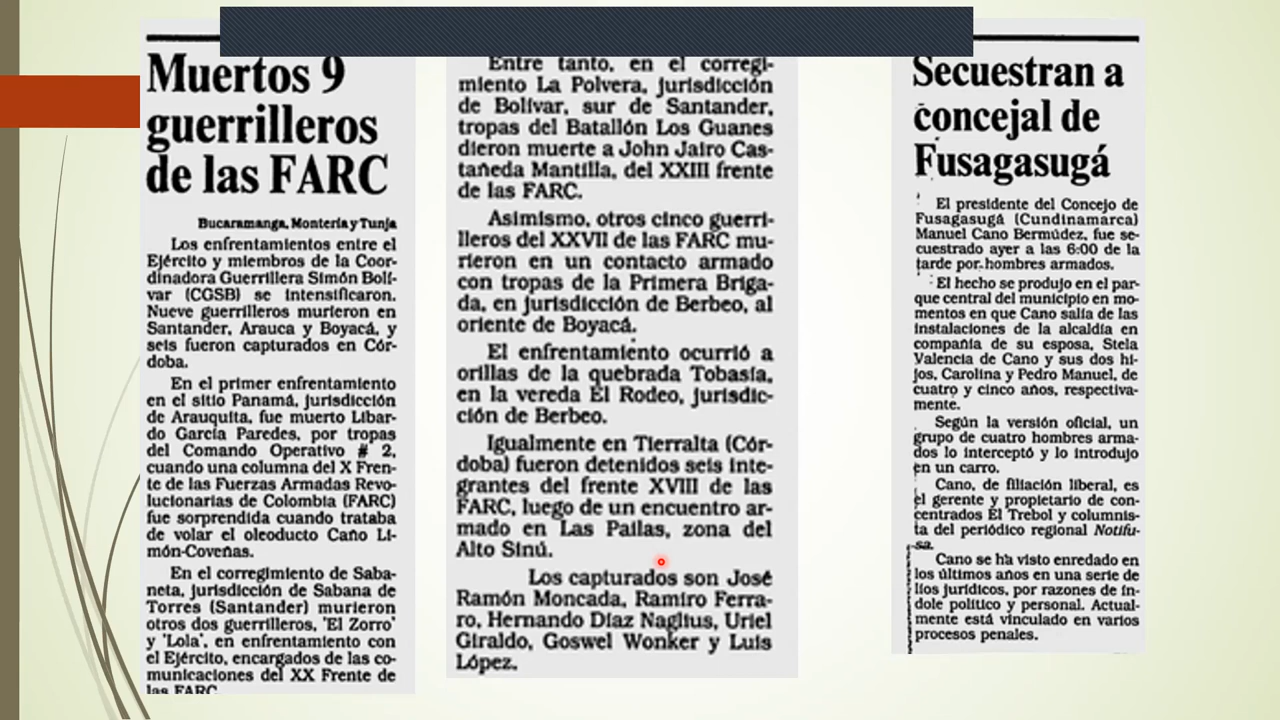 Muertos 9
guerrilleros
de las FARC
Bucaramanga, Montería y Tunja
Los enfrentamientos entre el
Ejército y miembros de la Coor-
dinadora Guerrillera Simón Bolí-
var (CGSB) se intensificaron.
Nueve guerrilleros murieron en
Santander, Arauca y Boyacá, y
seis fueron capturados en Cór-
doba.
En el primer enfrentamiento
en el sitio Panamá, jurisdicción
de Arauquita, fue muerto Libar-
do García Paredes, por tropas
del Comando Operativo # 2,
cuando una columna del X Fren-
te de las Fuerzas Armadas Revo-
lucionarias de Colombia (FARC)
fue sorprendida cuando trataba
de volar el oleoducto Caño Li-
món-Coveñas.
En el corregimiento de Saba-
neta, jurisdicción de Sabana de
Torres (Santander) murieron
otros dos guerrilleros, 'El Zorro'
y 'Lola', en enfrentamiento con
el Ejército, encargados de las co-
municaciones del XX Frente de
las FARC.
Entre tanto, en el corregi-
miento La Polvera, jurisdicción
de Bolívar, sur de Santander,
tropas del Batallón Los Guanes
dieron muerte a John Jairo Cas-
tañeda Mantilla, del XXIII frente
de las FARC.
Asimismo, otros cinco guerri-
lleros del XXVII de las FARC mu-
rieron en un contacto armado
con tropas de la Primera Briga-
da, en jurisdicción de Berbeo, al
oriente de Boyacá.
El enfrentamiento ocurrió a
orillas de la quebrada Tobasía,
en la vereda El Rodeo, jurisdic-
ción de Berbeo.
Igualmente en Tierralta (Cór-
doba) fueron detenidos seis inte-
grantes del frente XVIII de las
FARC, luego de un encuentro ar-
mado en Las Pailas, zona del
Alto Sinú.
Los capturados son José
Ramón Moncada, Ramiro Ferra-
ro, Hernando Díaz Naglius, Uriel
Giraldo, Goswel Wonker y Luis
López.
Secuestran a
concejal de
Fusagasugá
El presidente del Concejo de
Fusagasugá (Cundinamarca)
Manuel Cano Bermúdez, fue se-
cuestrado ayer a las 6:00 de la
tarde por hombres armados.
El hecho se produjo en el par-
que central del municipio en mo-
mentos en que Cano salía de las
instalaciones de la alcaldía en
compañía de su esposa, Stela
Valencia de Cano y sus dos hi-
jos, Carolina y Pedro Manuel, de
cuatro y cinco años, respectiva-
mente.
Según la versión oficial, un
grupo de cuatro hombres arma-
dos lo interceptó y lo introdujo
en un carro.
Cano, de filiación liberal, es
el gerente y propietario de con-
centrados El Trebol y columnis-
ta del periódico regional Notifu-
sa.
Cano se ha visto enredado en
los últimos años en una serie de
líos jurídicos, por razones de ín-
dole político y personal. Actual-
mente está vinculado en varios
procesos penales.